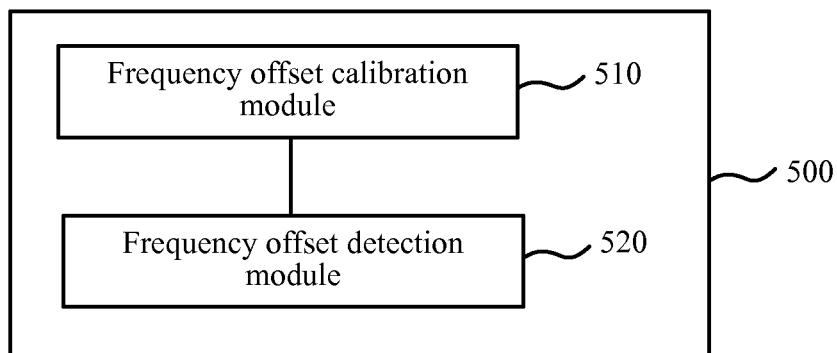 Frequency offset calibration
module
510
500
Frequency offset detection
module
520